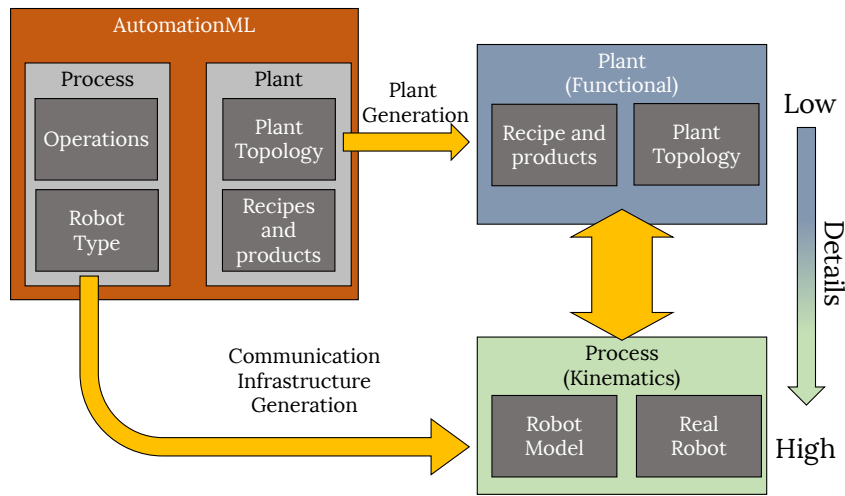 AutomationML
Process
Operations
Robot
Type
Plant
Plant
Topology
Recipes
and
products
Plant
Generation
Plant
(Functional)
Recipe and
products
Plant
Topology
Low
Details
High
Communication
Infrastructure
Generation
Process
(Kinematics)
Robot
Model
Real
Robot